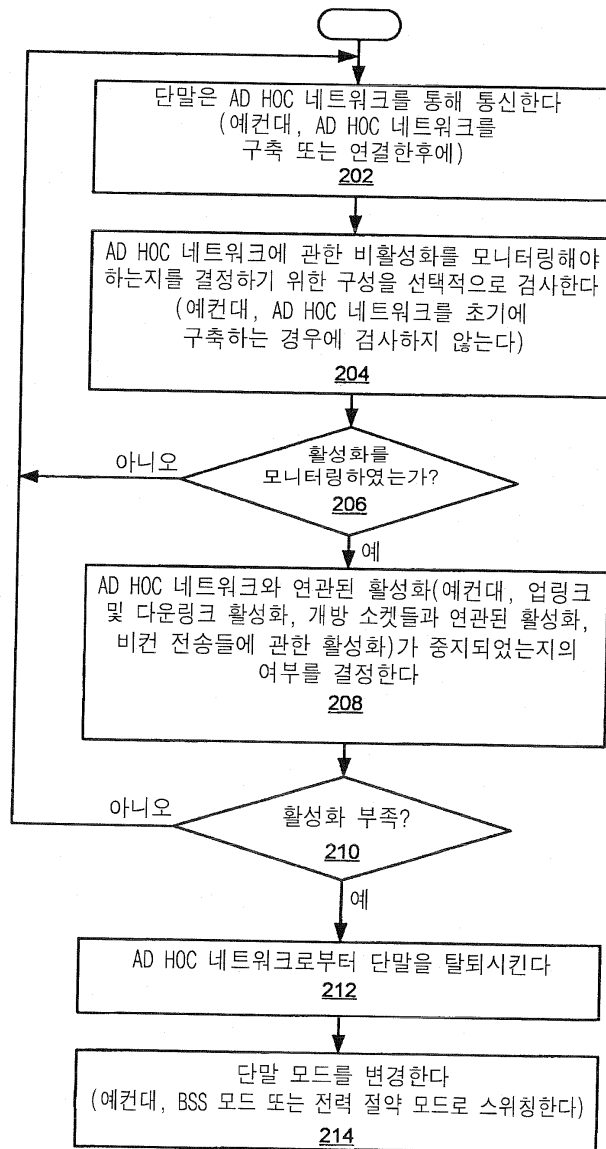 단말은 AD HOC 네트워크를 통해 통신한다
(예컨대, AD HOC 네트워크를
구축 또는 연결한후에)
202
AD HOC 네트워크에 관한 비활성화를 모니터링해야
하는지를 결정하기 위한 구성을 선택적으로 검사한다
(예컨대, AD HOC 네트워크를 초기에
구축하는 경우에 검사하지 않는다)
204
활성화를
모니터링하였는가?
206
아니오
예
AD HOC 네트워크와 연관된 활성화(예컨대, 업링크
및 다운링크 활성화, 개방 소켓들과 연관된 활성화,
비컨 전송들에 관한 활성화)가 중지되었는지의
여부를 결정한다
208
아니오
활성화 부족?
210
예
AD HOC 네트워크로부터 단말을 탈퇴시킨다
212
단말 모드를 변경한다
(예컨대, BSS 모드 또는 전력 절약 모드로 스위칭한다)
214